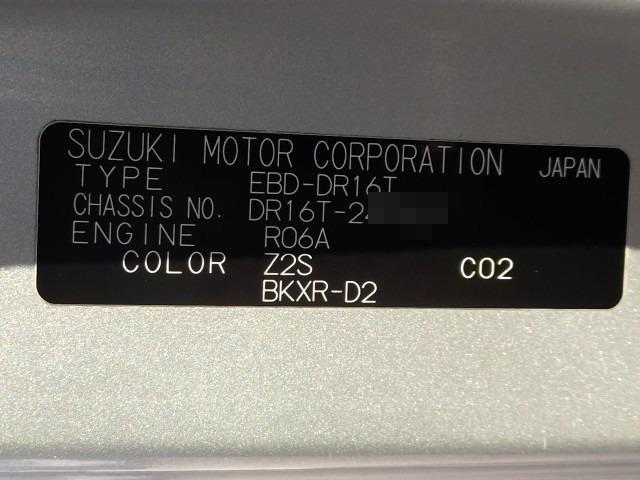 SUZUKI MOTOR CORPORATION JAPAN
TYPE EBD-DR16T
CHASSIS NO. DR16T-24
ENGINE R06A
COLOR Z2S C02
BKXR-D2